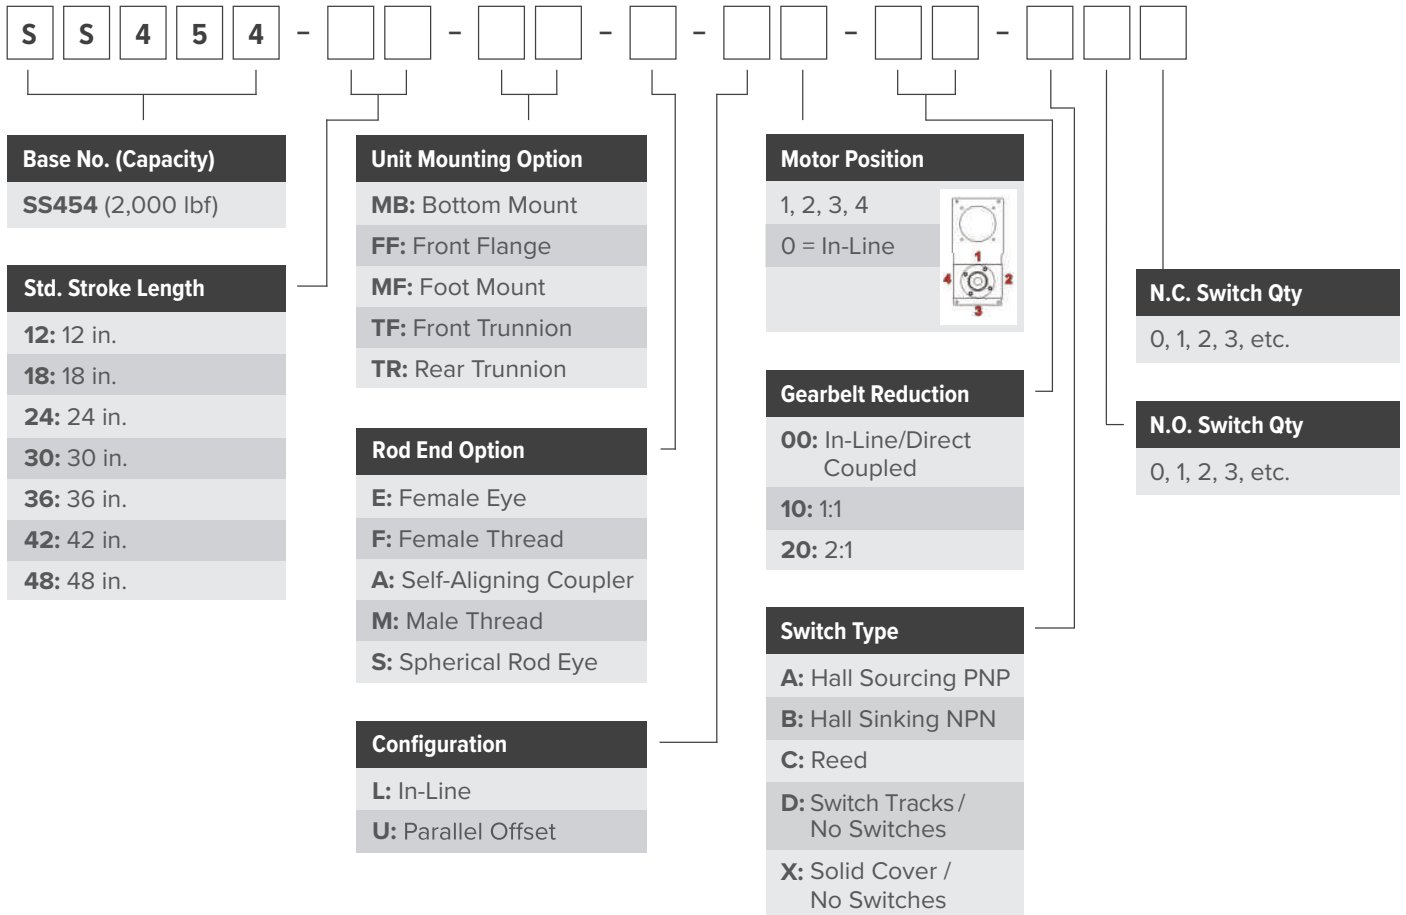 S S 4 5 4 – – – – – –
Base No. (Capacity)
SS454 (2,000 lbf)
Std. Stroke Length
12: 12 in.
18: 18 in.
24: 24 in.
30: 30 in.
36: 36 in.
42: 42 in.
48: 48 in.
Unit Mounting Option
MB: Bottom Mount
FF: Front Flange
MF: Foot Mount
TF: Front Trunnion
TR: Rear Trunnion
Rod End Option
E: Female Eye
F: Female Thread
A: Self-Aligning Coupler
M: Male Thread
S: Spherical Rod Eye
Configuration
L: In-Line
U: Parallel Offset
Motor Position
1, 2, 3, 4
0 = In-Line
1
4 2
3
Gearbelt Reduction
00: In-Line/Direct
Coupled
10: 1:1
20: 2:1
Switch Type
A: Hall Sourcing PNP
B: Hall Sinking NPN
C: Reed
D: Switch Tracks /
No Switches
X: Solid Cover /
No Switches
N.C. Switch Qty
0, 1, 2, 3, etc.
N.O. Switch Qty
0, 1, 2, 3, etc.